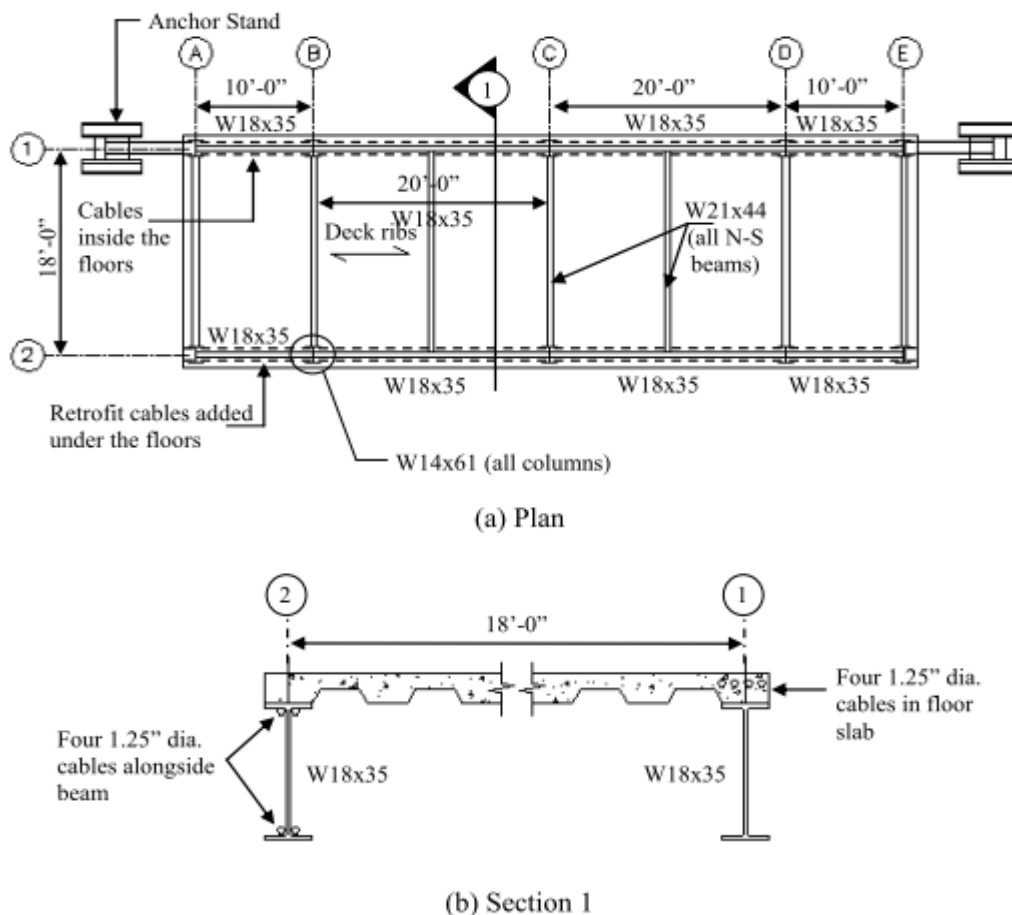 Anchor Stand
A
B
C
D
E
10’-0”
1
20’-0”
10’-0”
W18x35
W18x35
W18x35
1
20’-0”
W18x35
Cables
inside the
floors
Deck ribs
W21x44
(all N-S
beams)
18’-0”
W18x35
2
W18x35
W18x35
W18x35
Retrofit cables added
under the floors
W14x61 (all columns)
(a) Plan
2
1
18’-0”
Four 1.25” dia.
cables in floor
slab
Four 1.25” dia.
cables alongside
beam
W18x35
W18x35
(b) Section 1